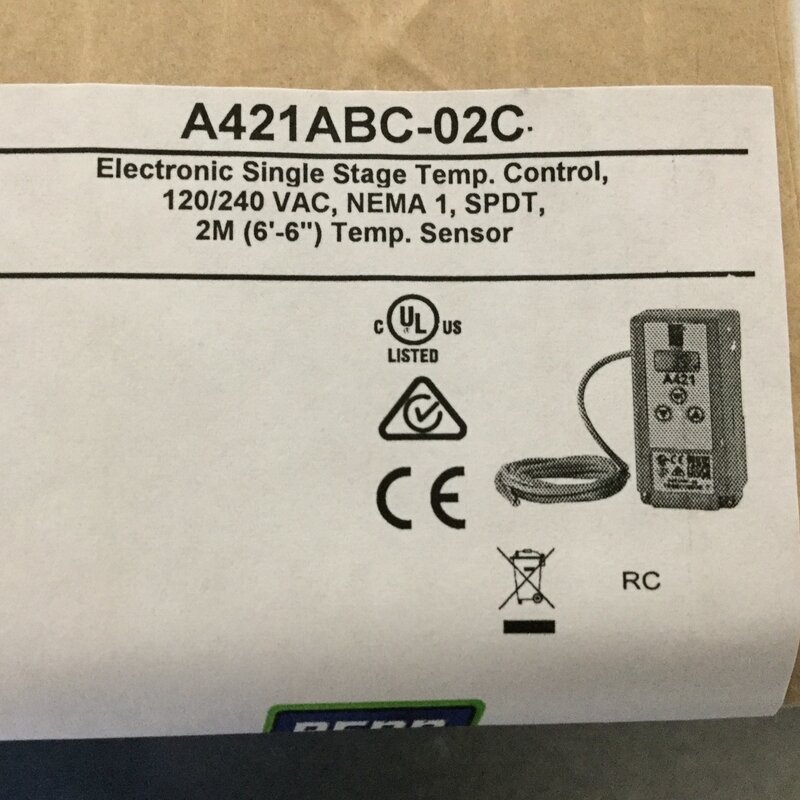 A421ABC-02C
Electronic Single Stage Temp. Control,
120/240 VAC, NEMA 1, SPDT,
2M (6'-6") Temp. Sensor
C UL US
LISTED
A421
CE
RC